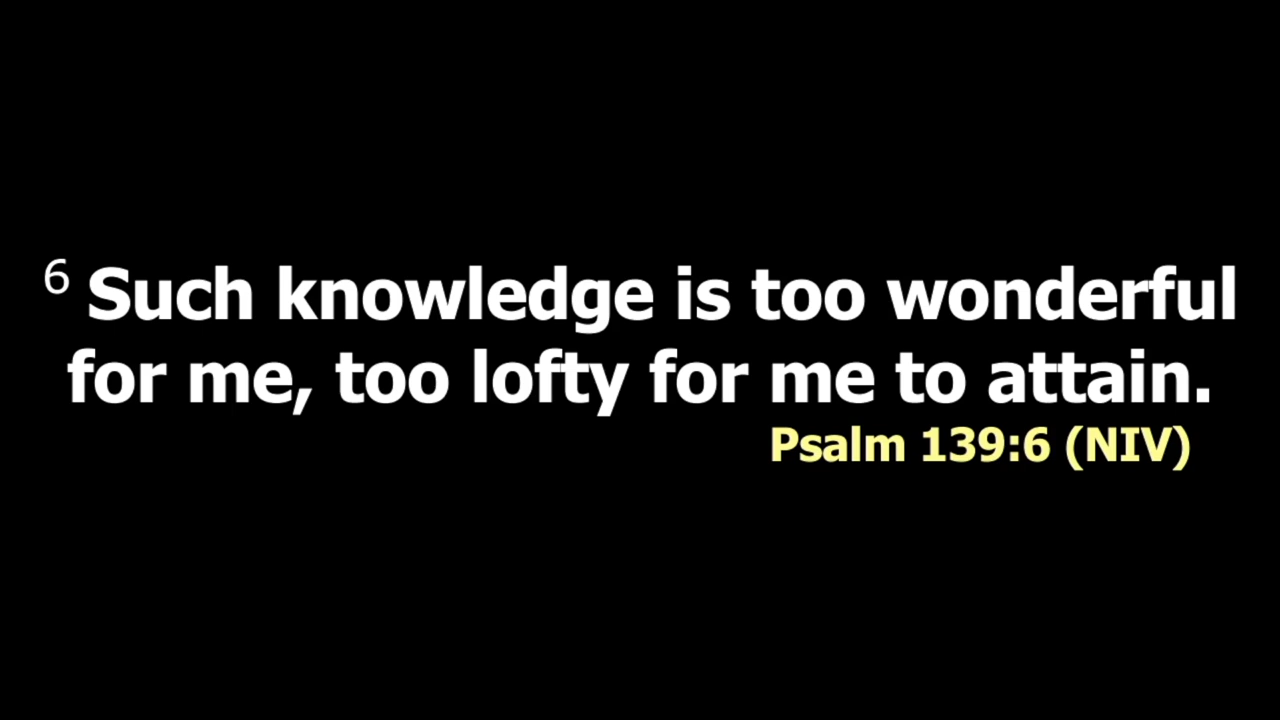 6 Such knowledge is too wonderful
for me, too lofty for me to attain.
Psalm 139:6 (NIV)